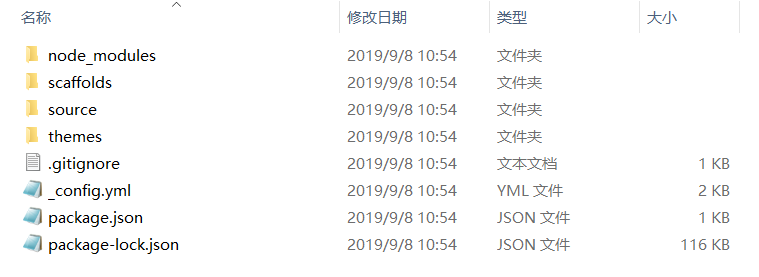 名称 修改日期 类型 大小
node_modules 2019/9/8 10:54 文件夹
scaffolds 2019/9/8 10:54 文件夹
source 2019/9/8 10:54 文件夹
themes 2019/9/8 10:54 文件夹
.gitignore 2019/9/8 10:54 文本文档 1 KB
_config.yml 2019/9/8 10:54 YML 文件 2 KB
package.json 2019/9/8 10:54 JSON 文件 1 KB
package-lock.json 2019/9/8 10:54 JSON 文件 116 KB